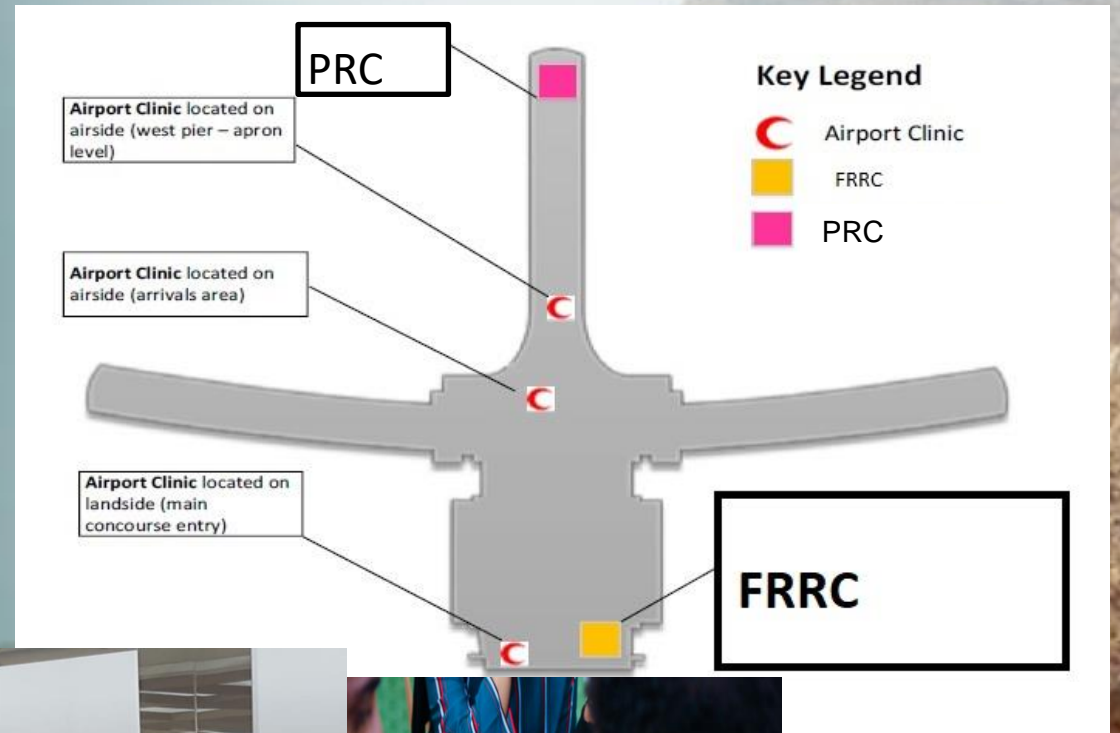 PRC
Airport Clinic located on
airside (west pier – apron
level)
Airport Clinic located on
airside (arrivals area)
Airport Clinic located on
landside (main
concourse entry)
Key Legend
Airport Clinic
FRRC
PRC
FRRC